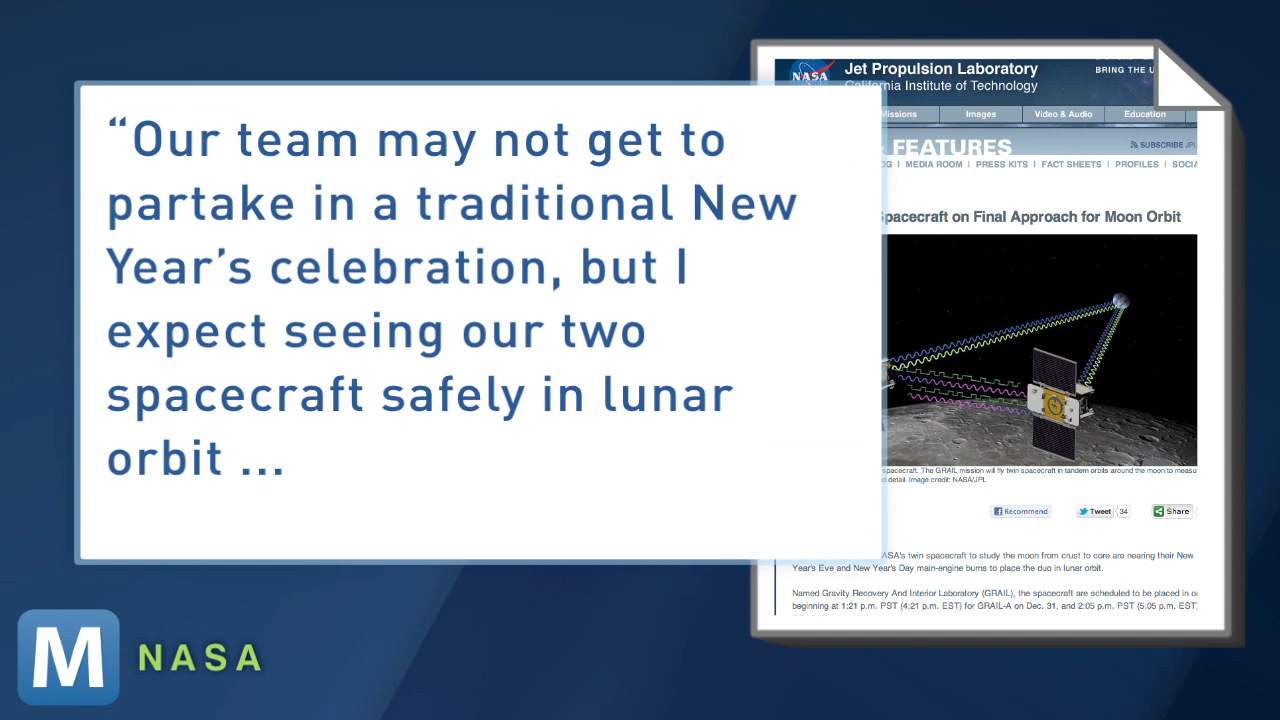 “Our team may not get to
partake in a traditional New
Year’s celebration, but I
expect seeing our two
spacecraft safely in lunar
orbit ...
NASA
Jet Propulsion Laboratory
California Institute of Technology
BRING THE U
Missions Images Video & Audio Education
FEATURES
SUBSCRIBE JPL
MEDIA ROOM | PRESS KITS | FACT SHEETS | PROFILES |
Spacecraft on Final Approach for Moon Orbit
spacecraft. The GRAIL mission will fly twin spacecraft in tandem orbits around the moon to measu
detail. Image credit: NASA/JPL
Recommend Tweet 34 Share
ASA's twin spacecraft to study the moon from crust to core are nearing their New
Year's Eve and New Year's Day main-engine burns to place the duo in lunar orbit.
Named Gravity Recovery And Interior Laboratory (GRAIL), the spacecraft are scheduled to be placed in
beginning at 1:21 p.m. PST (4:21 p.m. EST) for GRAIL-A on Dec. 31, and 2:05 p.m. PST (5:05 p.m. EST)
M NASA